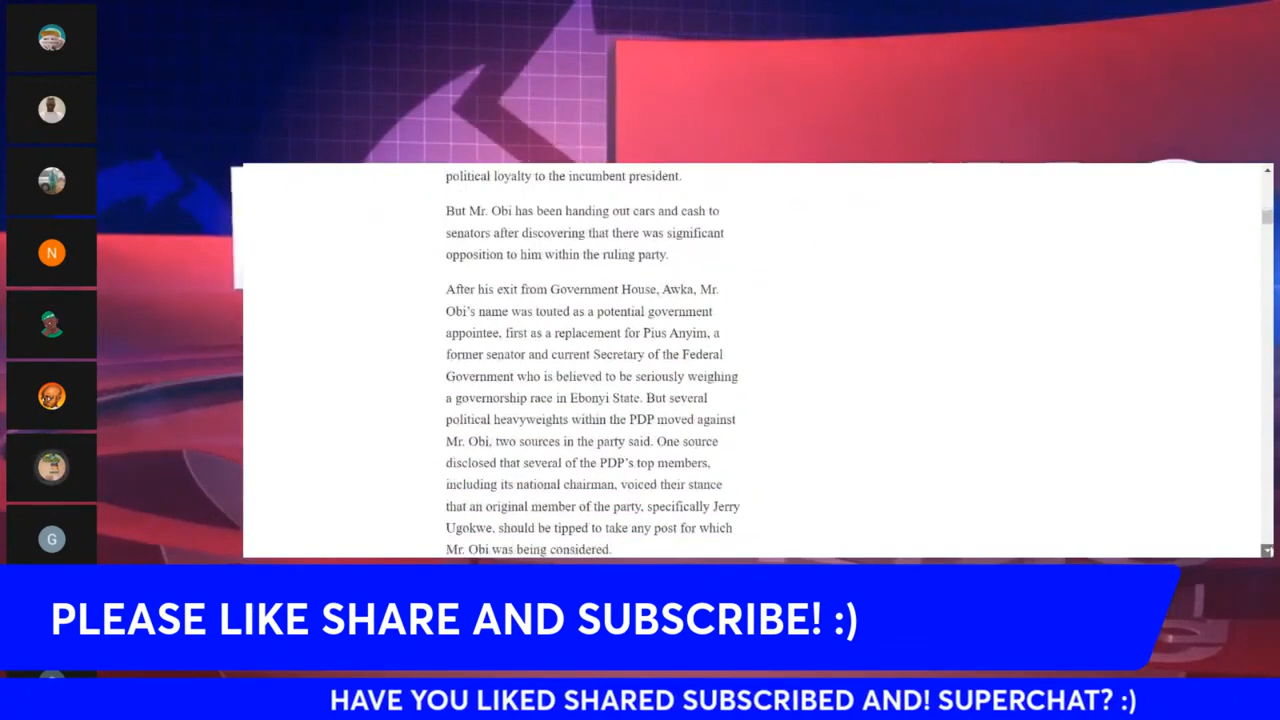 political loyalty to the incumbent president.
But Mr. Obi has been handing out cars and cash to
senators after discovering that there was significant
opposition to him within the ruling party.
After his exit from Government House, Awka, Mr.
Obi's name was touted as a potential government
appointee, first as a replacement for Pius Anyim, a
former senator and current Secretary of the Federal
Government who is believed to be seriously weighing
a governorship race in Ebonyi State. But several
political heavyweights within the PDP moved against
Mr. Obi, two sources in the party said. One source
disclosed that several of the PDP's top members,
including its national chairman, voiced their stance
that an original member of the party, specifically Jerry
Ugokwe, should be tipped to take any post for which
Mr. Obi was being considered.
N
G
PLEASE LIKE SHARE AND SUBSCRIBE! :)
HAVE YOU LIKED SHARED SUBSCRIBED AND! SUPERCHAT? :)